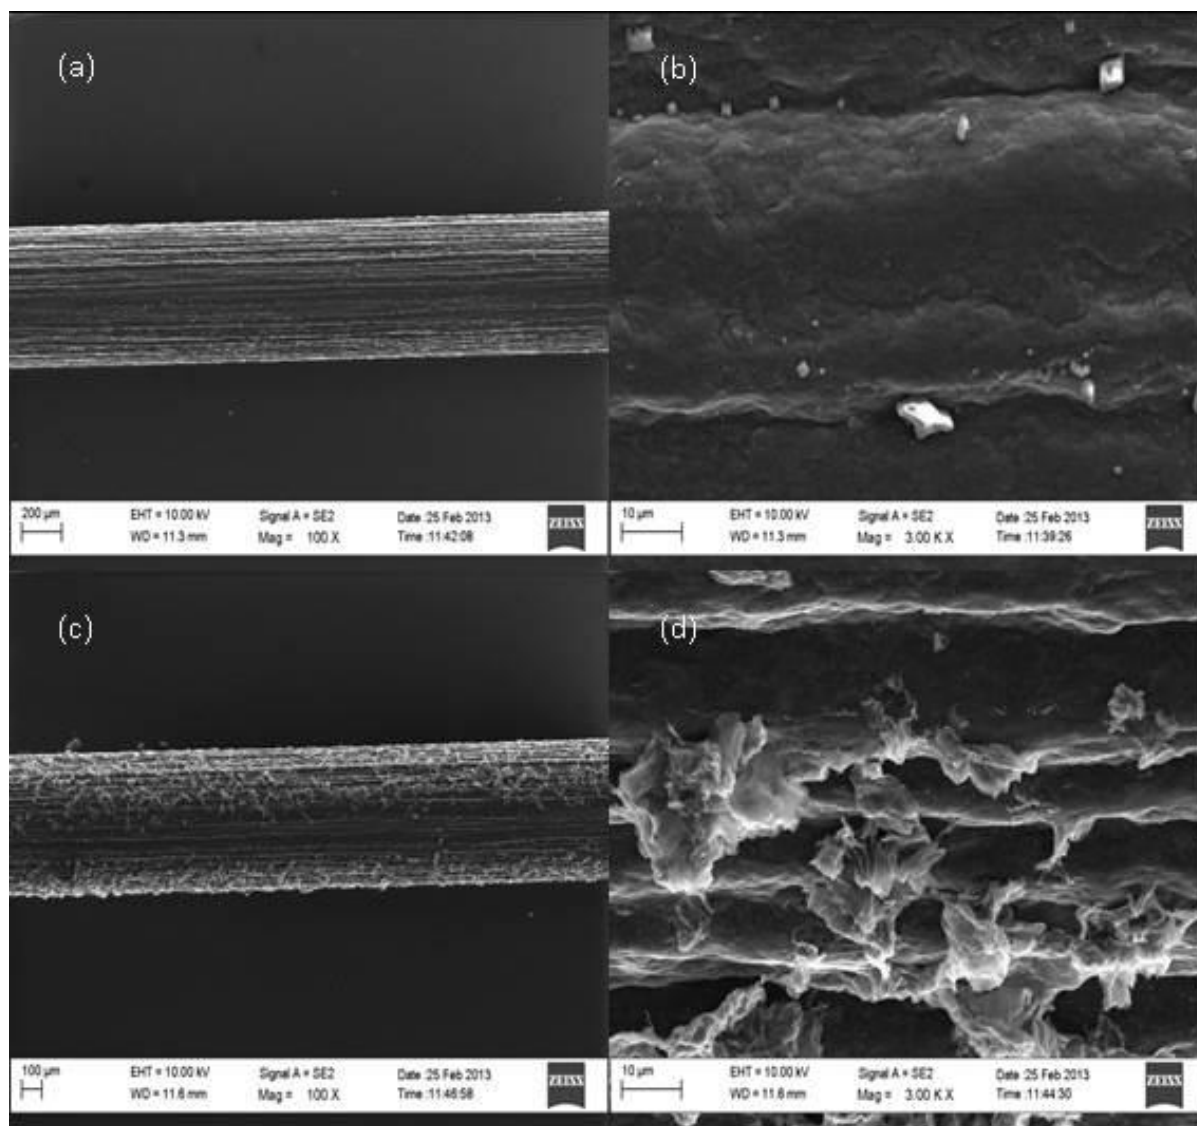 (a)
(b)
200 µm
EHT = 10.00 kV
Signal A = SE2
Date :25 Feb 2013
WD = 11.3 mm
Mag = 100 X
Time :11:42:08
ZEISS
10 µm
EHT = 10.00 kV
Signal A = SE2
Date :25 Feb 2013
WD = 11.3 mm
Mag = 3.00 K X
Time :11:39:26
ZEISS
(c)
(d)
100 µm
EHT = 10.00 kV
Signal A = SE2
Date :25 Feb 2013
WD = 11.6 mm
Mag = 100 X
Time :11:46:58
ZEISS
10 µm
EHT = 10.00 kV
Signal A = SE2
Date :25 Feb 2013
WD = 11.6 mm
Mag = 3.00 K X
Time :11:44:30
ZEISS